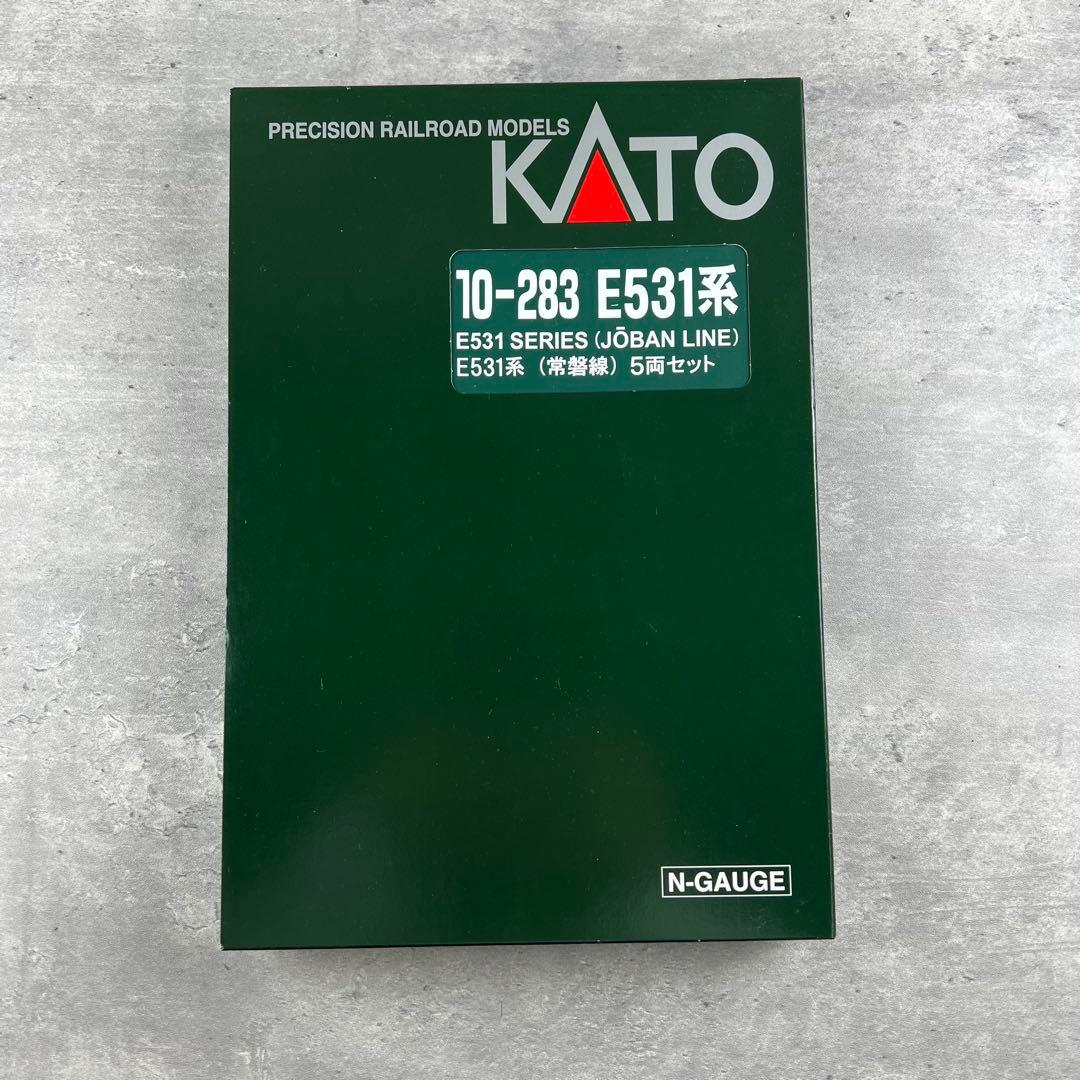 PRECISION RAILROAD MODELS
KATO
10-283 E531系
E531 SERIES (JŌBAN LINE)
E531系 (常磐線) 5両セット
N-GAUGE